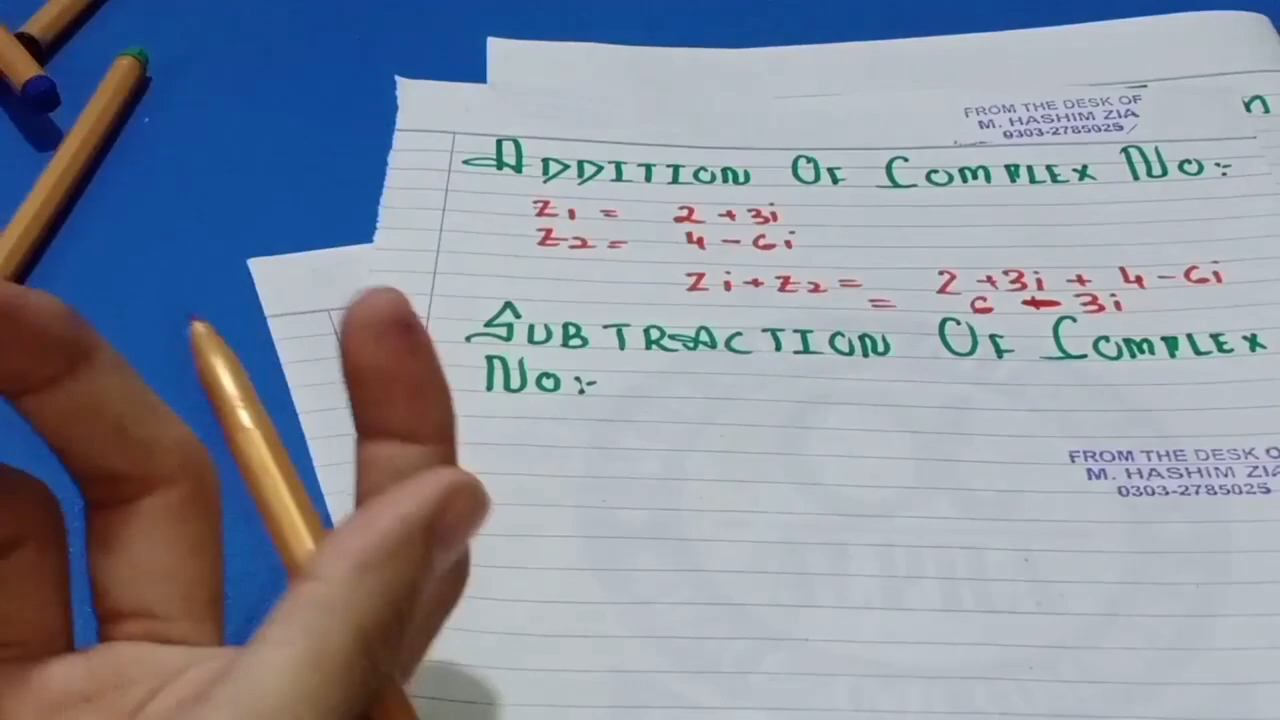 FROM THE DESK OF
M. HASHIM ZIA
0303-2785025
n
ADDITION OF COMPLEX NO:-
Z1 = 2 + 3i
Z2 = 4 - 6i
Zi + Z2 = 2 + 3i + 4 - 6i
= 6 - 3i
SUBTRACTION OF COMPLEX
NO:-
FROM THE DESK O
M. HASHIM ZIA
0303-2785025